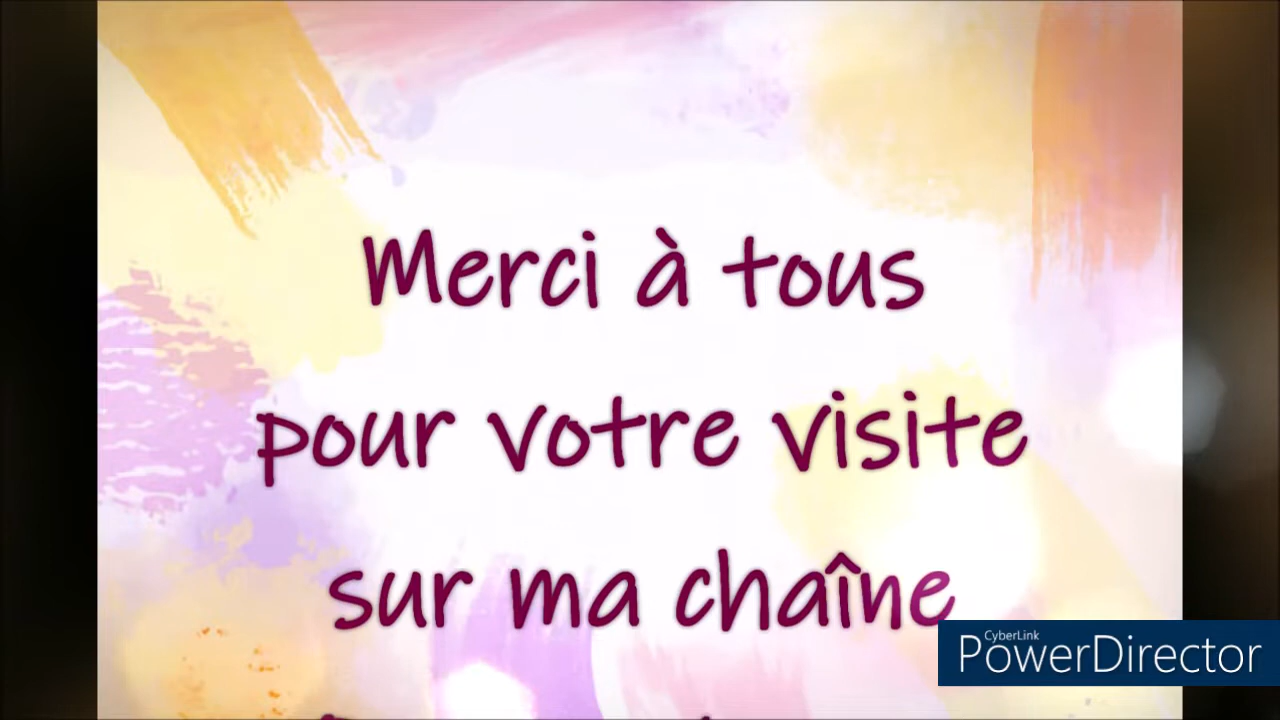 Merci à tous
pour votre visite
sur ma chaîne
CyberLink
PowerDirector